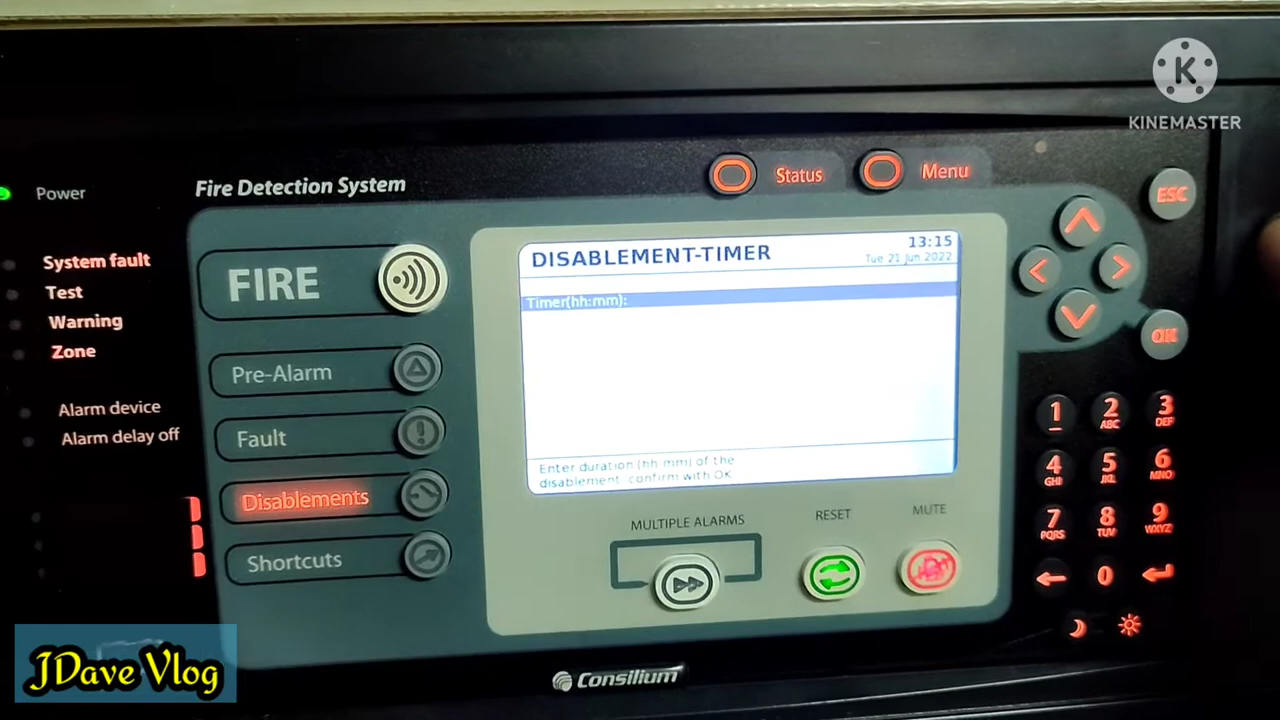 K
KINEMASTER
Status
Menu
Power
Fire Detection System
ESC
DISABLEMENT-TIMER
13:15
Tue 21 Jun 2022
System fault
Test
Warning
Zone
FIRE
Timer(hh:mm):
OK
Pre-Alarm
Alarm device
Alarm delay off
Fault
1
2 ABC
3 DEF
4 GHI
5 JKL
6 MNO
7 PQRS
8 TUV
9 WXYZ
0
Enter duration (hh mm) of the
disablement confirm with OK
Disablements
Shortcuts
MULTIPLE ALARMS
RESET
MUTE
JDave Vlog
Consilium